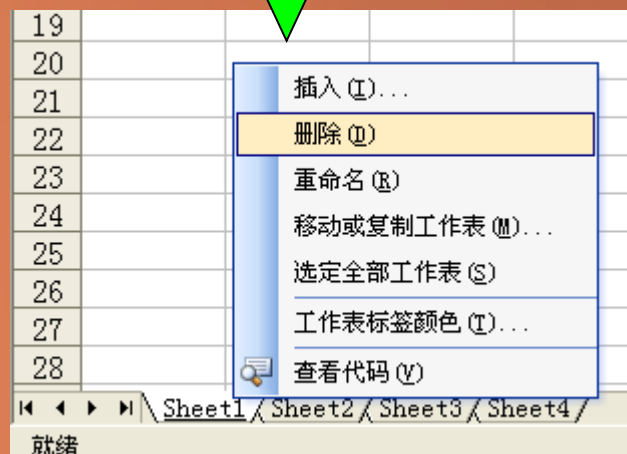 19
20
21
22
23
24
25
26
27
28
插入(I)...
删除(D)
重命名(R)
移动或复制工作表(M)...
选定全部工作表(S)
工作表标签颜色(T)...
查看代码(V)
Sheet1 Sheet2 Sheet3 Sheet4
就绪